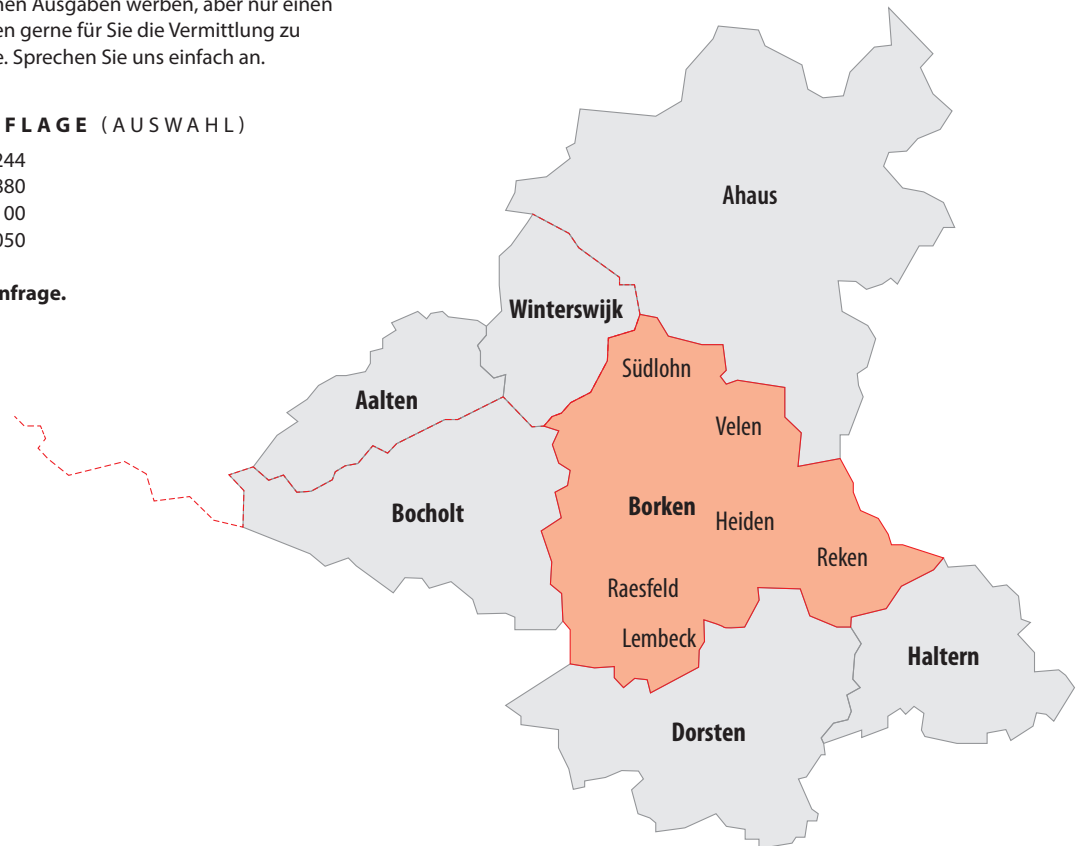 nen Ausgaben werben, aber nur einen
en gerne für Sie die Vermittlung zu
e. Sprechen Sie uns einfach an.
FLAGE (AUSWAHL)
244
380
00
050
nfrage.
Ahaus
Winterswijk
Südlohn
Aalten
Velen
Borken
Bocholt
Heiden
Reken
Raesfeld
Lembeck
Haltern
Dorsten